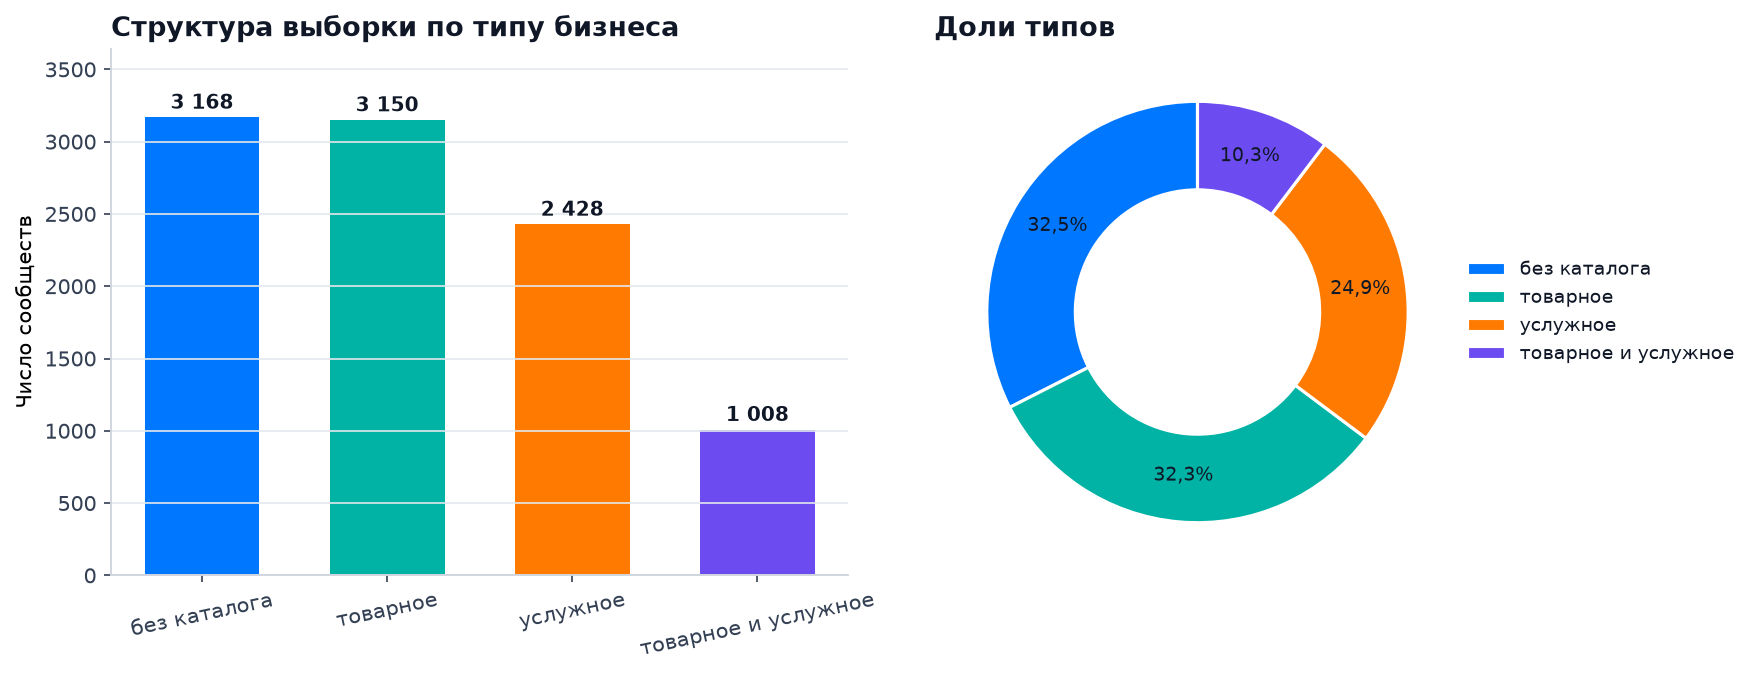 Структура выборки по типу бизнеса
Число сообществ
3500
3000
2500
2000
1500
1000
500
0
3 168
3 150
2 428
1 008
без каталога
товарное
услужное
товарное и услужное
Доли типов
10,3%
32,5%
24,9%
32,3%
без каталога
товарное
услужное
товарное и услужное